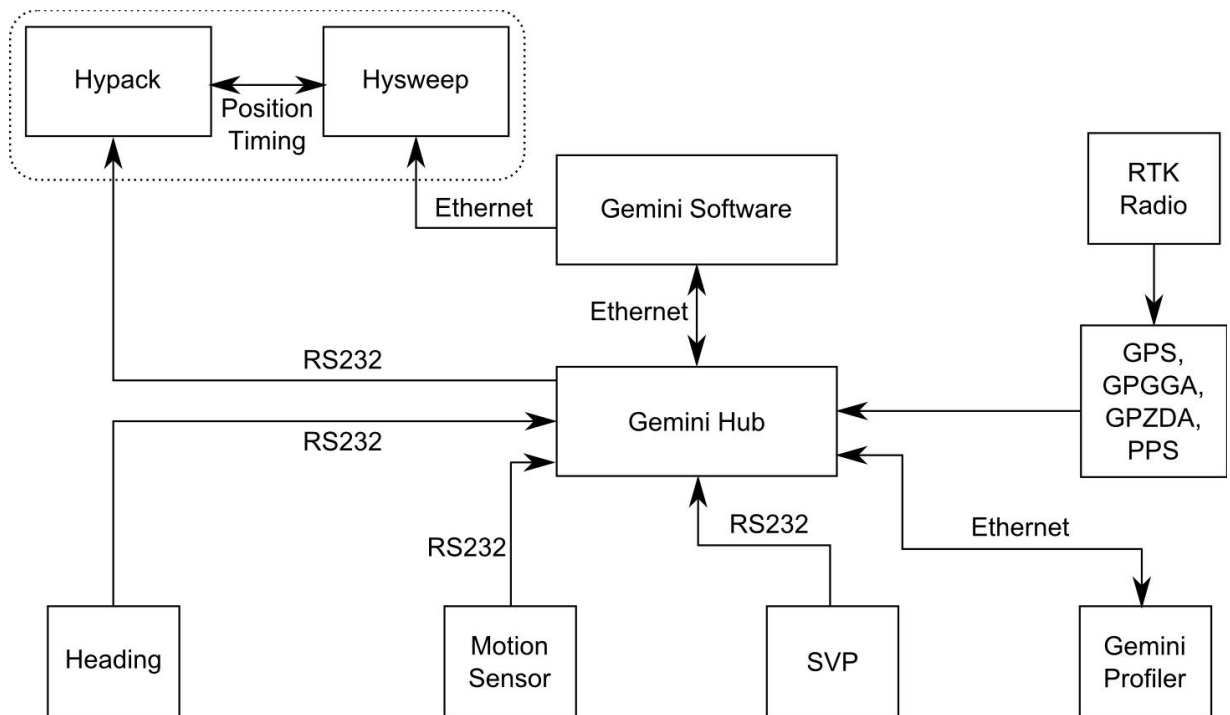 Hypack
Position
Timing
Hysweep
Ethernet
Gemini Software
RTK
Radio
Ethernet
GPS,
GPGGA,
GPZDA,
PPS
RS232
Gemini Hub
RS232
RS232
RS232
Ethernet
Heading
Motion
Sensor
SVP
Gemini
Profiler